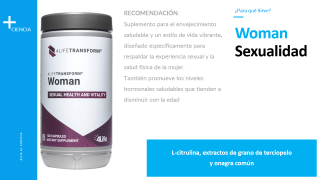 +
CIENCIA
RECOMENDACIÓN:
Suplemento para el envejecimiento
saludable y un estilo de vida vibrante,
diseñado específicamente para
respaldar la experiencia sexual y la
salud física de la mujer.
También promueve los niveles
hormonales saludables que tienden a
disminuir con la edad
¿Para qué Sirve?
Woman
Sexualidad
4LIFETRANSFORM
4LIFETRANSFORM
Woman
SEXUAL HEALTH AND VITALITY
DIETARY SUPPLEMENT
4Life
L-citrulina, extractos de grano de terciopelo
y onagra común